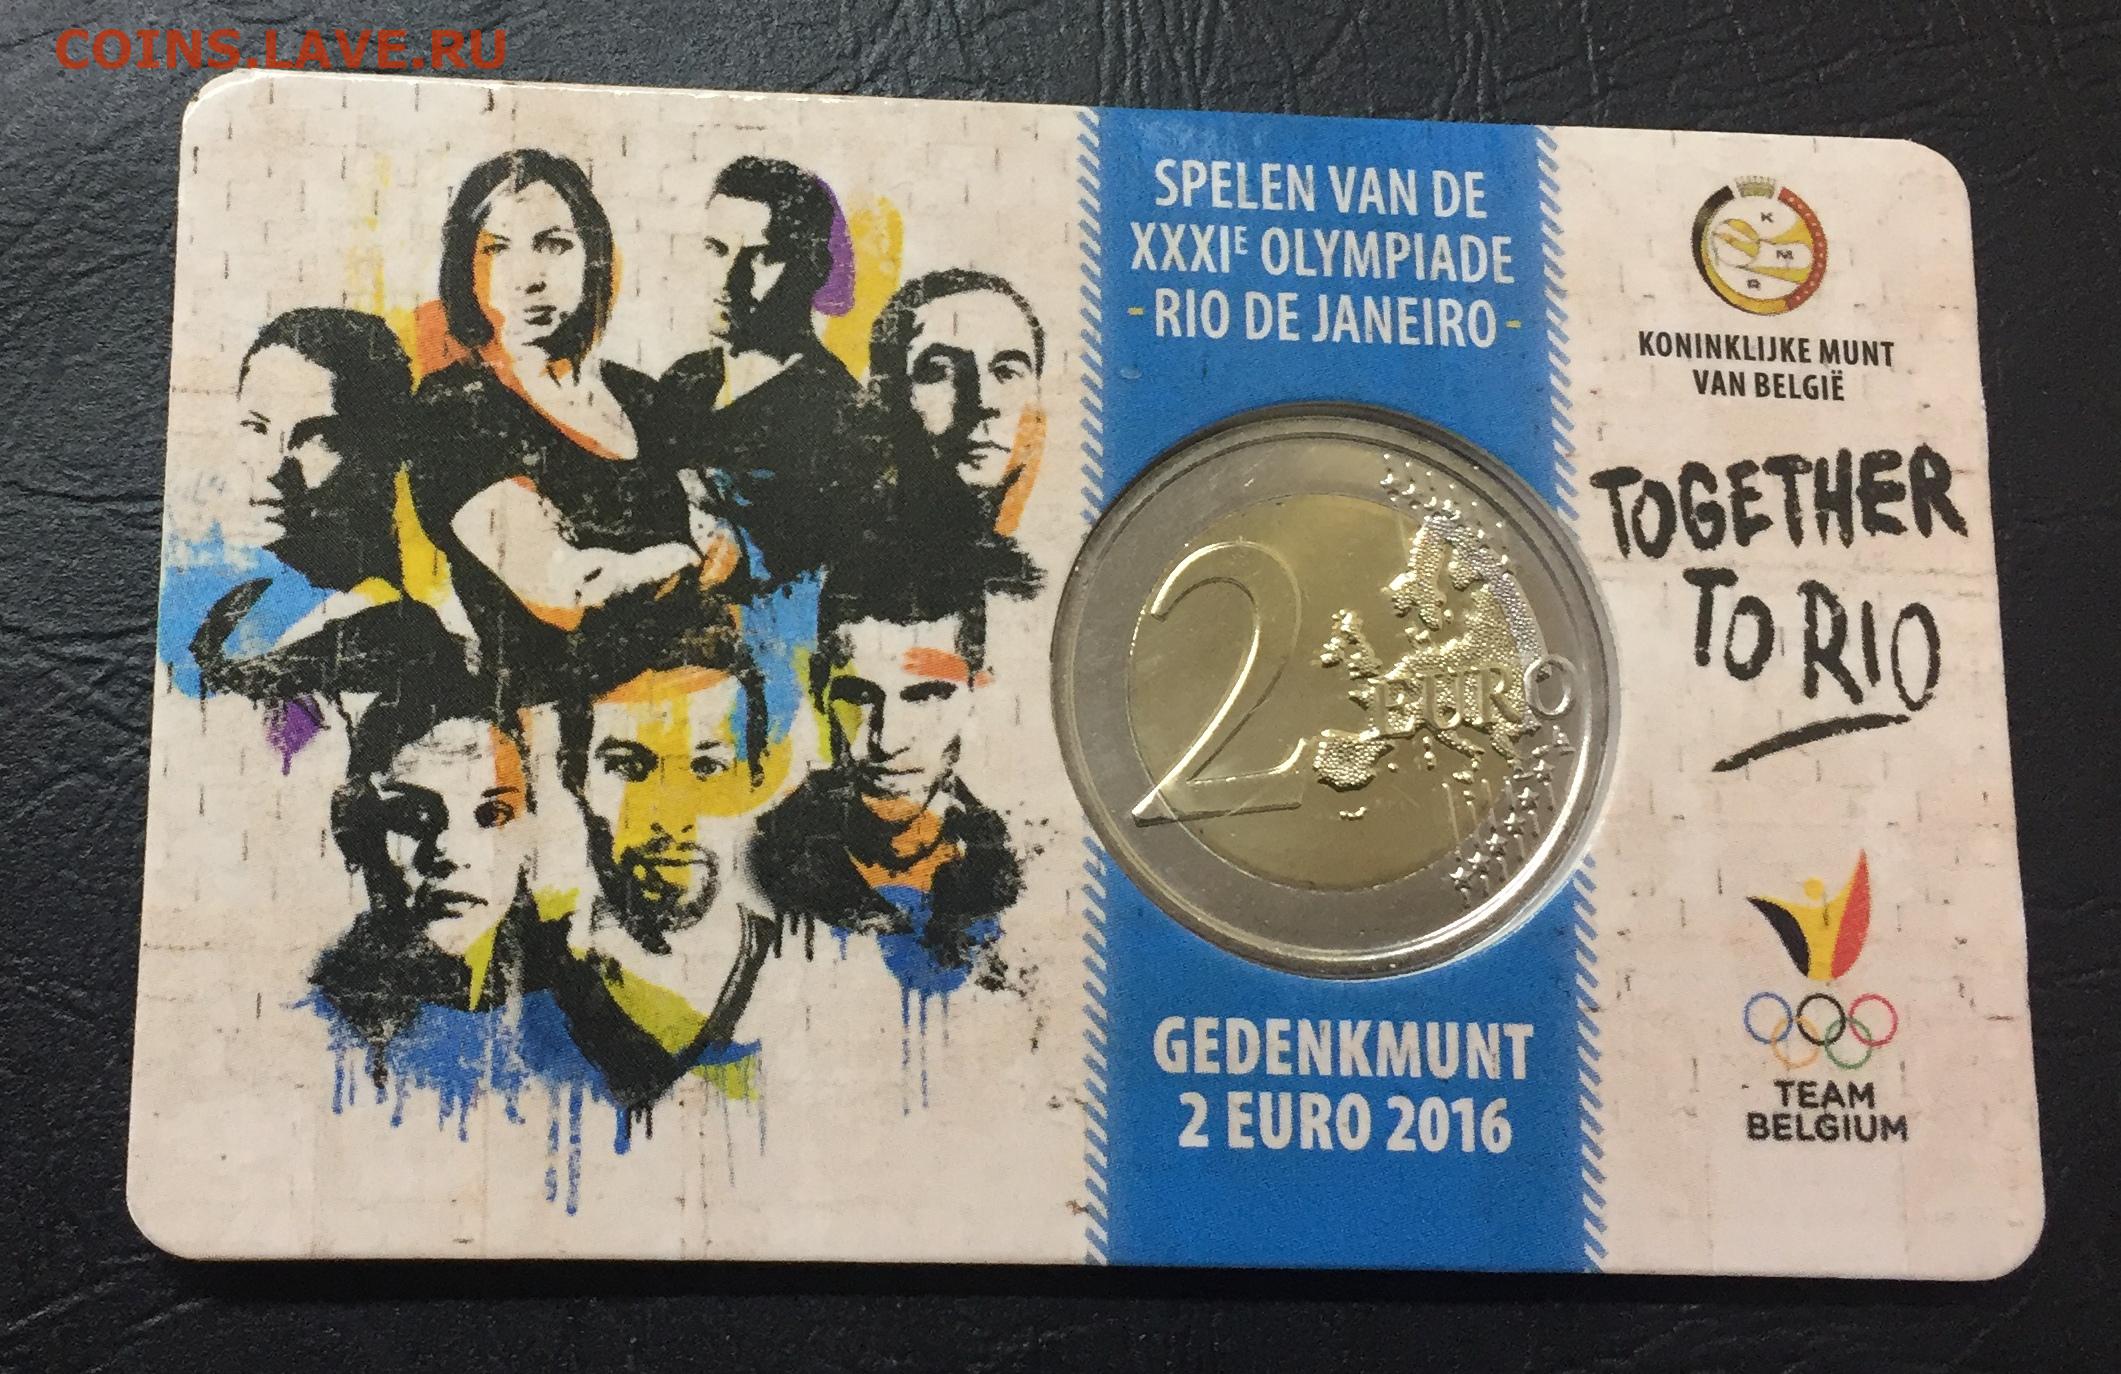 COINS.LAVE.RU
SPELEN VAN DE
XXXIE OLYMPIADE
- RIO DE JANEIRO -
2 EURO
GEDENKMUNT
2 EURO 2016
K
M
R
B
KONINKLIJKE MUNT
VAN BELGIË
TOGETHER
TO RIO
TEAM
BELGIUM